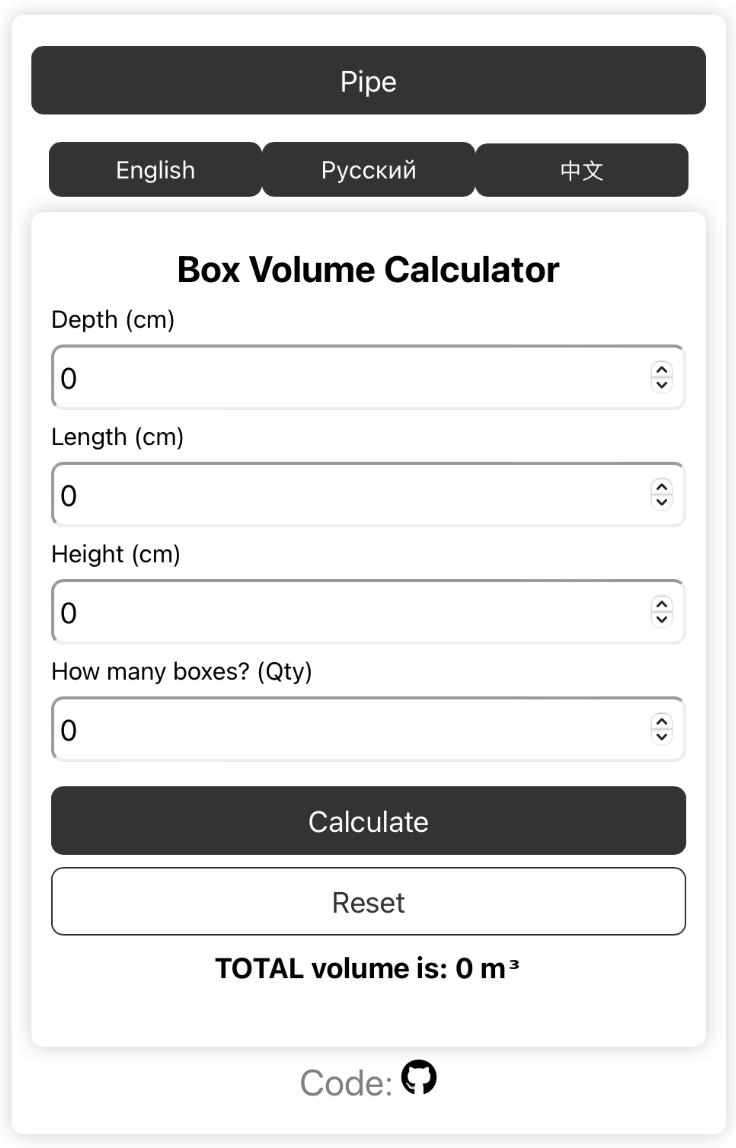 Pipe
English Русский 中文
Box Volume Calculator
Depth (cm)
0
Length (cm)
0
Height (cm)
0
How many boxes? (Qty)
0
Calculate
Reset
TOTAL volume is: 0 m³
Code: